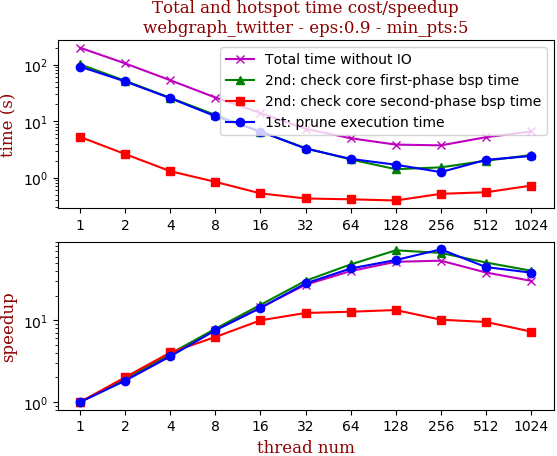 Total and hotspot time cost/speedup
webgraph_twitter - eps:0.9 - min_pts:5
time (s)
10²
10¹
10⁰
Total time without IO
2nd: check core first-phase bsp time
2nd: check core second-phase bsp time
1st: prune execution time
1 2 4 8 16 32 64 128 256 512 1024
speedup
10¹
10⁰
1 2 4 8 16 32 64 128 256 512 1024
thread num